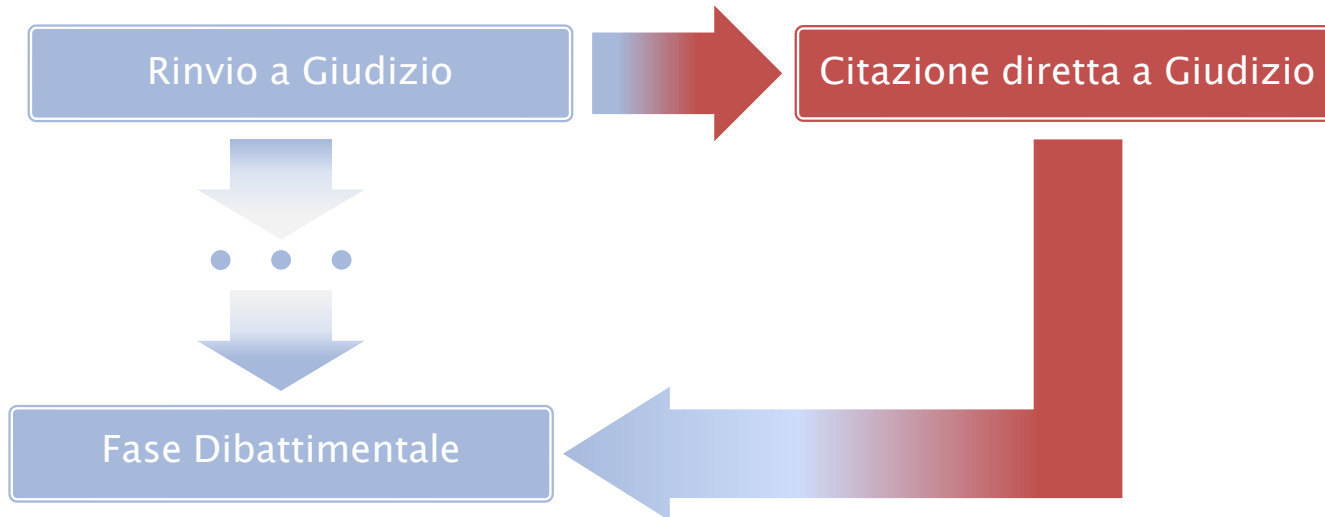 Rinvio a Giudizio
Citazione diretta a Giudizio
Fase Dibattimentale